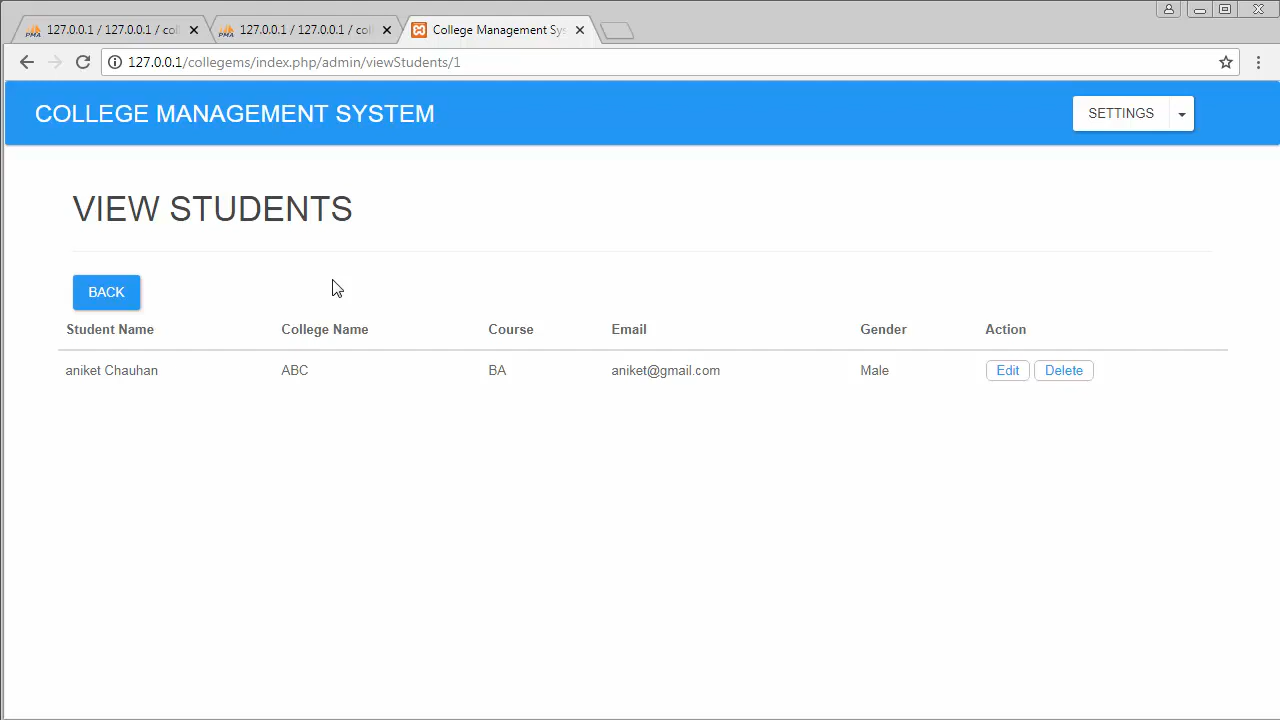 127.0.0.1 / 127.0.0.1 / col
127.0.0.1 / 127.0.0.1 / col
College Management Sys
127.0.0.1/collegems/index.php/admin/viewStudents/1
COLLEGE MANAGEMENT SYSTEM
SETTINGS
VIEW STUDENTS
BACK
Student Name College Name Course Email Gender Action
aniket Chauhan ABC BA aniket@gmail.com Male Edit Delete